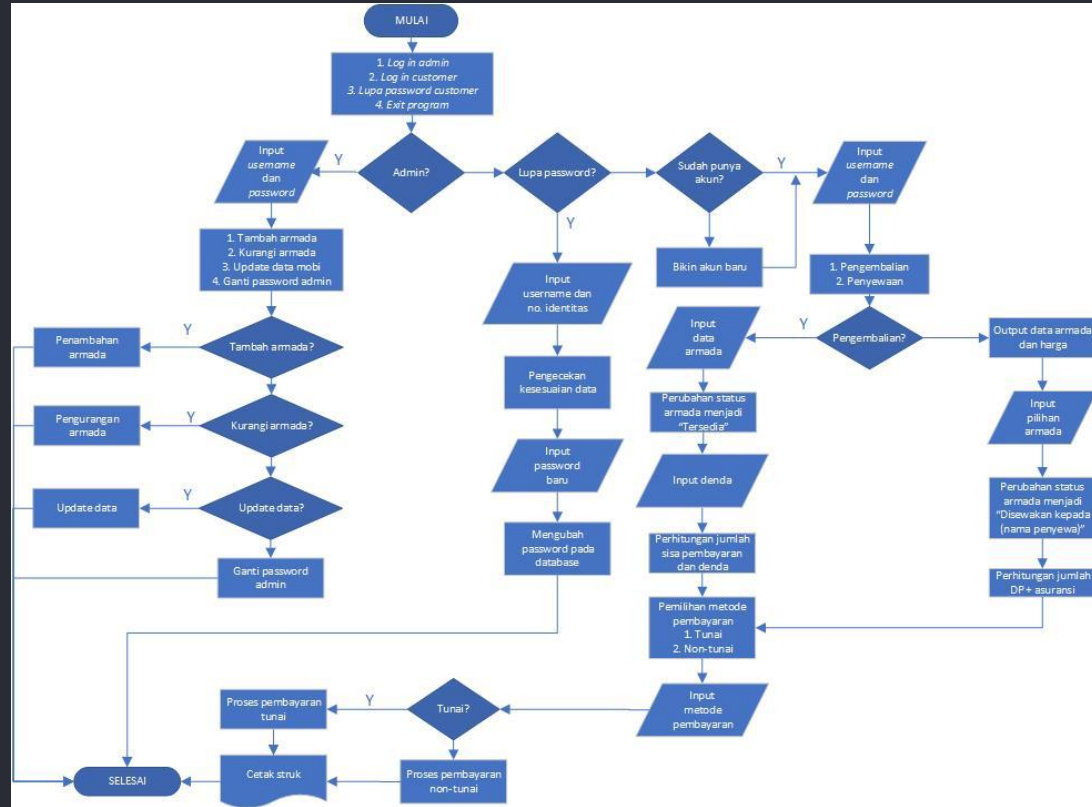 MULAI
1. Log in admin
2. Log in customer
3. Lupa password customer
4. Exit program
Admin?
Y
Input
username
dan
password
Lupa password?
Y
Sudah punya
akun?
Y
Input
username
dan
password
Bikin akun baru
1. Tambah armada
2. Kurangi armada
3. Update data mobi
4. Ganti password admin
Tambah armada?
Y
Penambahan
armada
Kurangi armada?
Y
Pengurangan
armada
Update data?
Y
Update data
Ganti password
admin
Input
username dan
no. identitas
Pengecekan
kesesuaian data
Input
password
baru
Mengubah
password pada
database
1. Pengembalian
2. Penyewaan
Pengembalian?
Y
Input
data
armada
Perubahan status
armada menjadi
“Tersedia”
Input denda
Perhitungan jumlah
sisa pembayaran
dan denda
Output data armada
dan harga
Input
pilihan
armada
Perubahan status
armada menjadi
“Disewakan kepada
(nama penyewa)”
Perhitungan jumlah
DP+ asuransi
Pemilihan metode
pembayaran
1. Tunai
2. Non-tunai
Input
metode
pembayaran
Tunai?
Y
Proses pembayaran
tunai
Proses pembayaran
non-tunai
Cetak struk
SELESAI